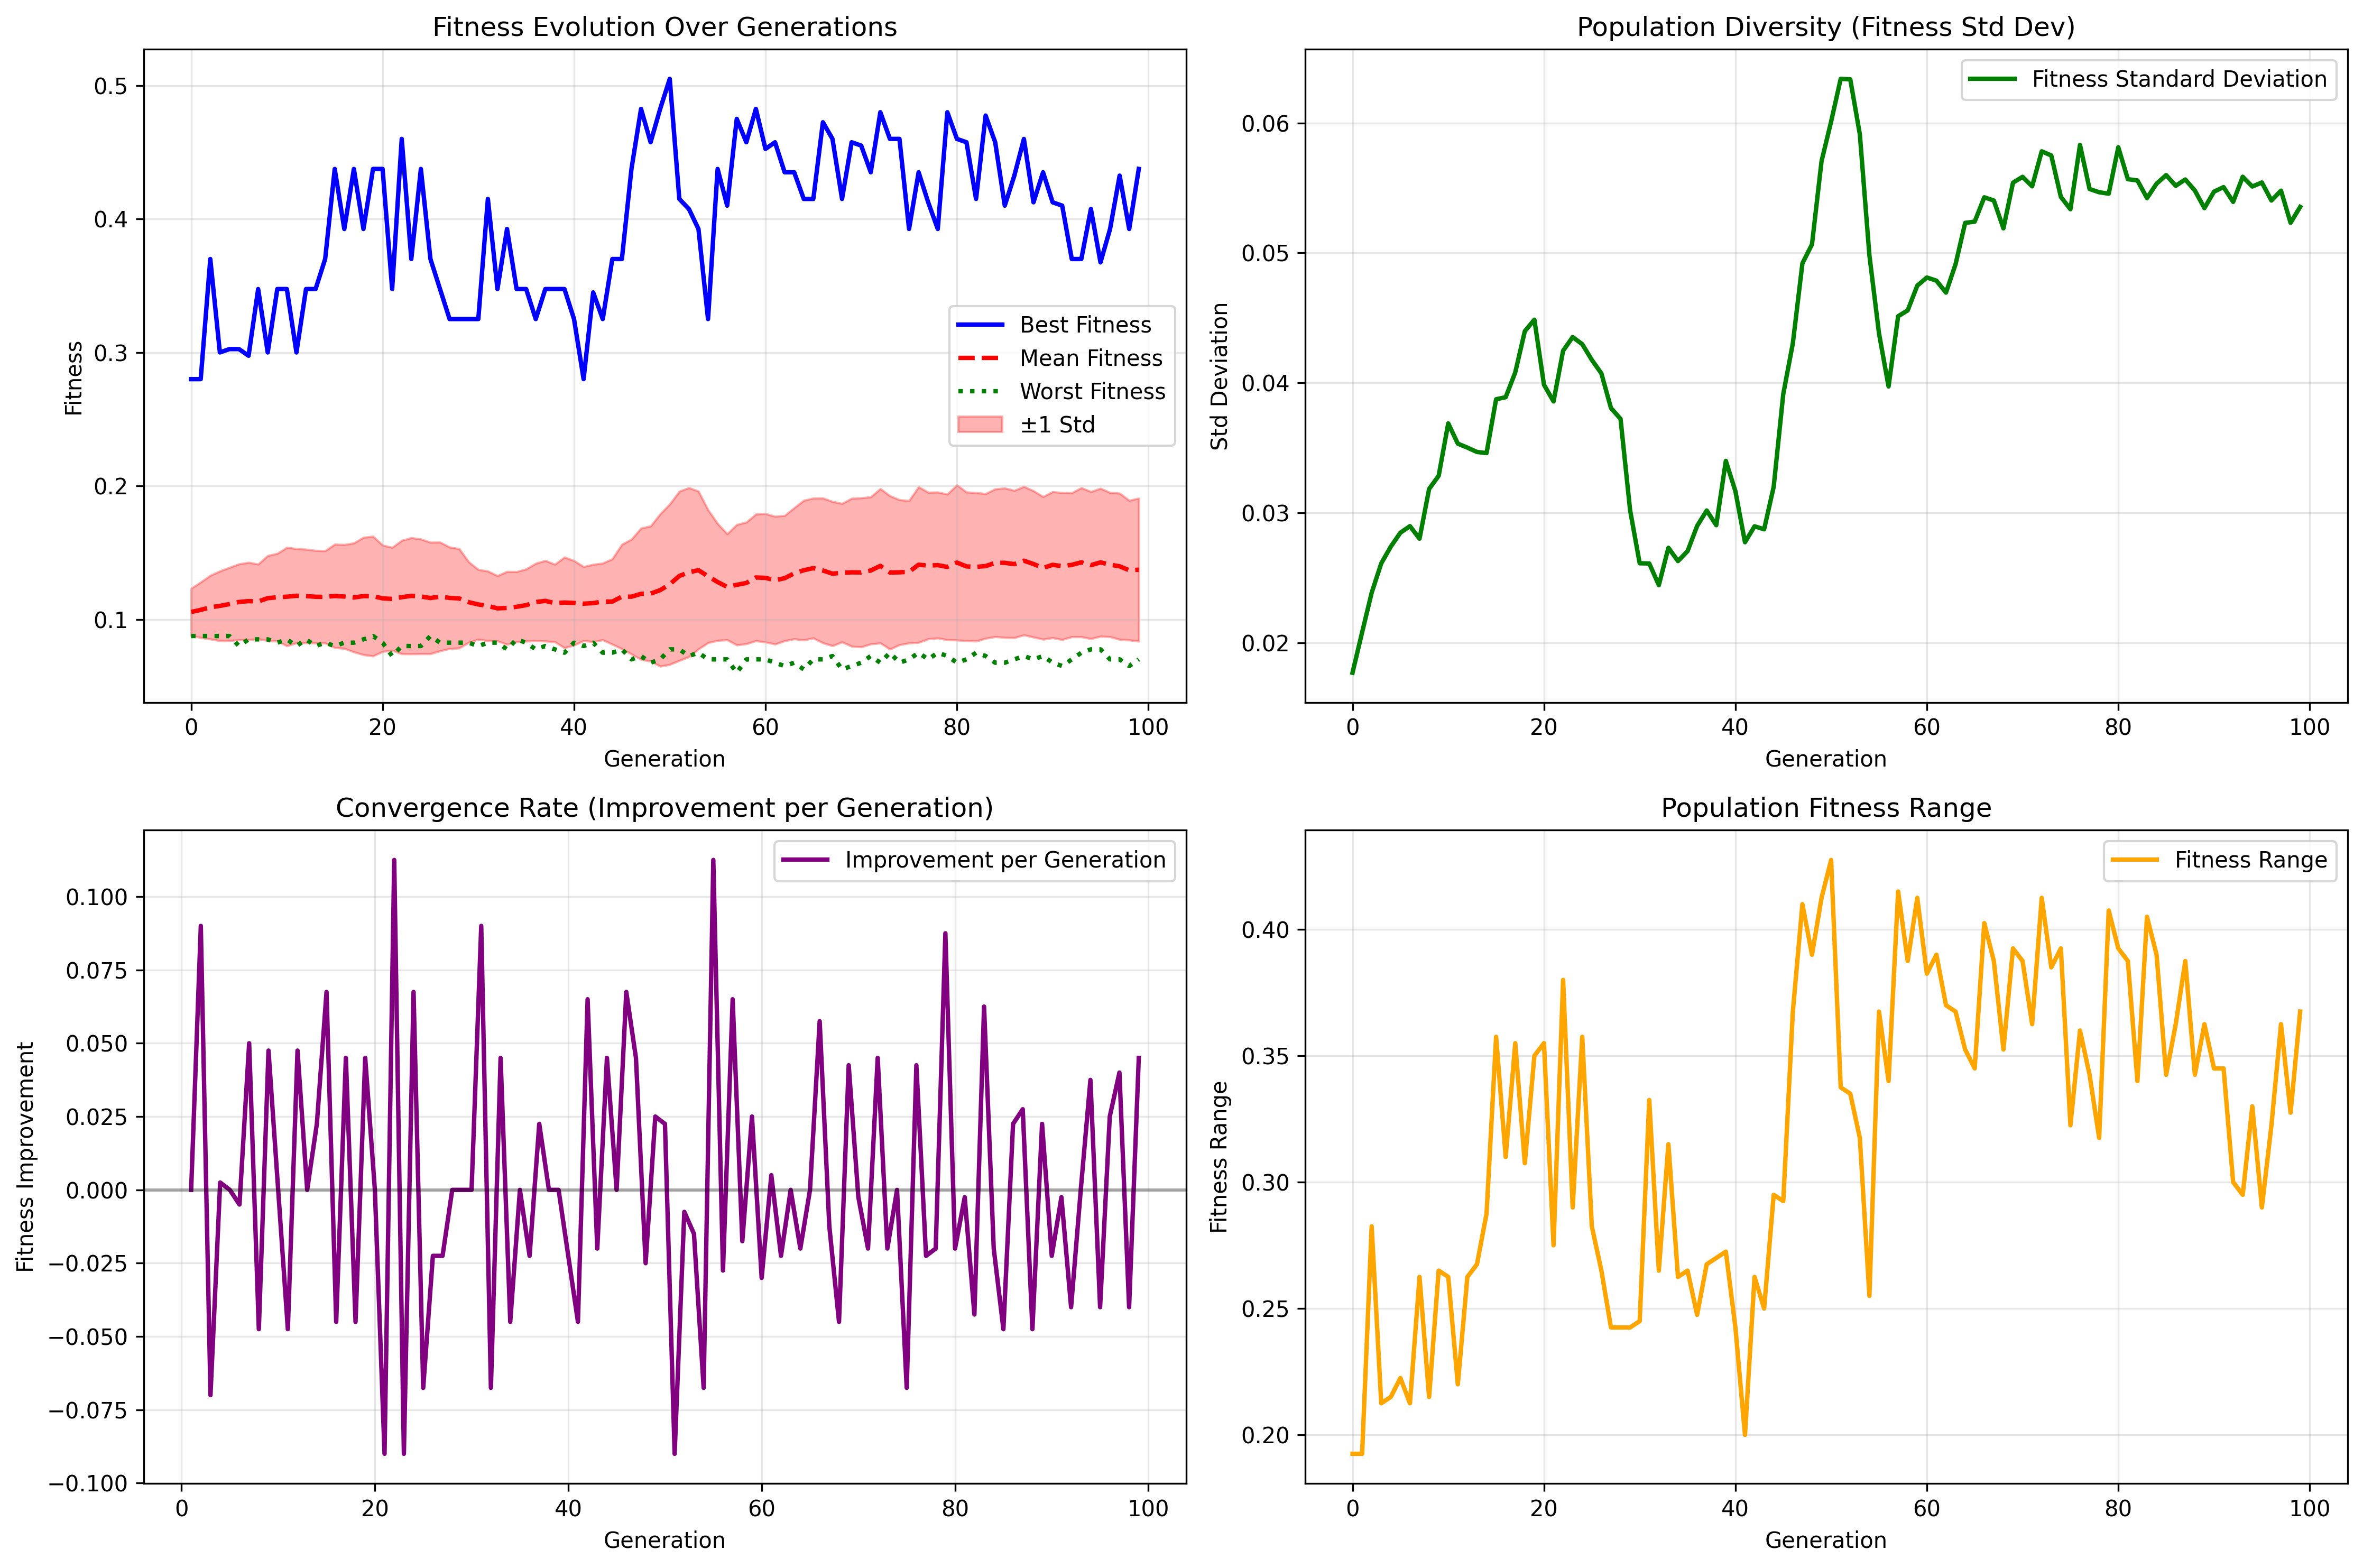 Fitness Evolution Over Generations
Fitness
0.5
0.4
0.3
0.2
0.1
Best Fitness
Mean Fitness
Worst Fitness
±1 Std
0 20 40 60 80 100
Generation
Population Diversity (Fitness Std Dev)
Std Deviation
0.06
0.05
0.04
0.03
0.02
Fitness Standard Deviation
0 20 40 60 80 100
Generation
Convergence Rate (Improvement per Generation)
Fitness Improvement
0.100
0.075
0.050
0.025
0.000
−0.025
−0.050
−0.075
−0.100
Improvement per Generation
0 20 40 60 80 100
Generation
Population Fitness Range
Fitness Range
0.40
0.35
0.30
0.25
0.20
Fitness Range
0 20 40 60 80 100
Generation